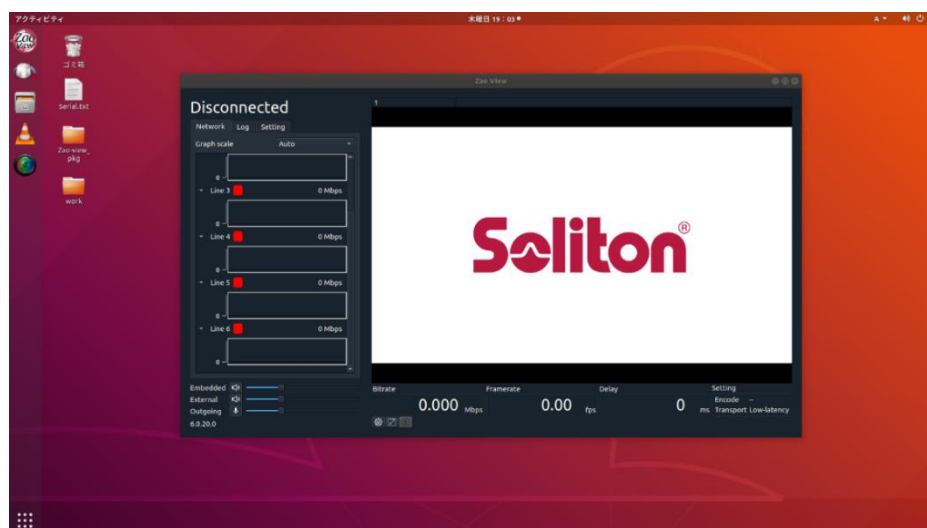 アクティビティ
木曜日 19：03
A
Zao View
ゴミ箱
Serial.txt
Zao-view_
pkg
work
Zao View
Disconnected
Network Log Setting
Graph scale Auto
0
Line 3 0 Mbps
0
Line 4 0 Mbps
0
Line 5 0 Mbps
0
Line 6 0 Mbps
0
1
Soliton®
Embedded
External
Outgoing
6.0.20.0
Bitrate Framerate Delay Setting
0.000 Mbps 0.00 fps 0 ms
Encode –
Transport Low-latency